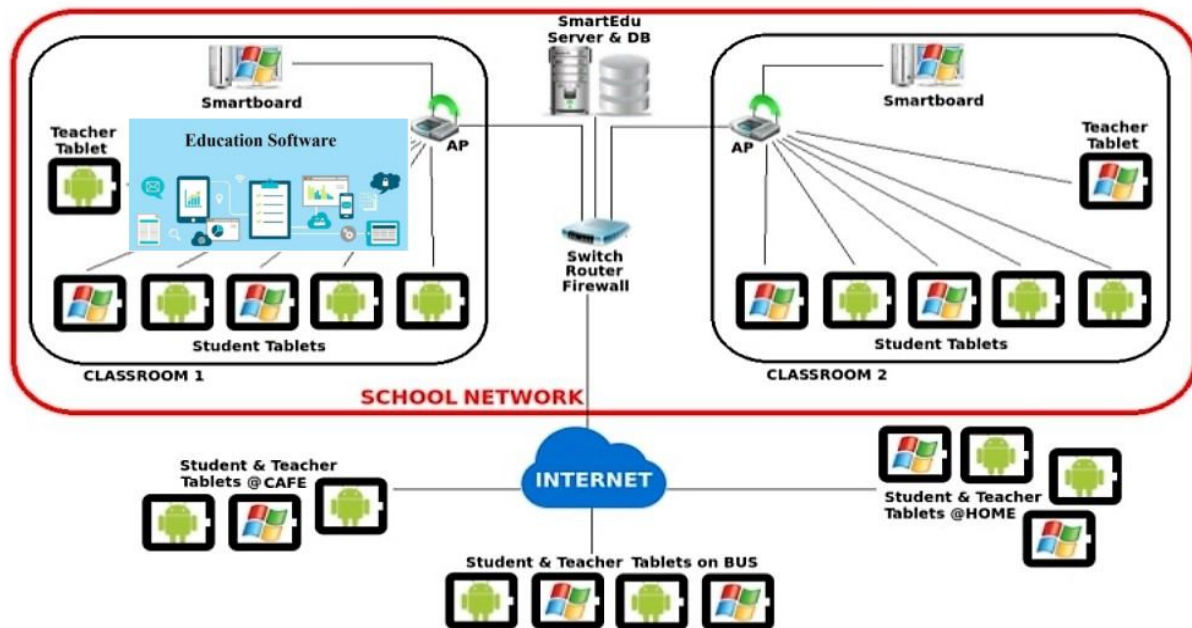 SmartEdu
Server & DB
Smartboard
Teacher
Tablet
Education Software
AP
Student Tablets
CLASSROOM 1
Switch
Router
Firewall
Smartboard
AP
Teacher
Tablet
Student Tablets
CLASSROOM 2
SCHOOL NETWORK
INTERNET
Student & Teacher
Tablets @CAFE
Student & Teacher
Tablets @HOME
Student & Teacher Tablets on BUS